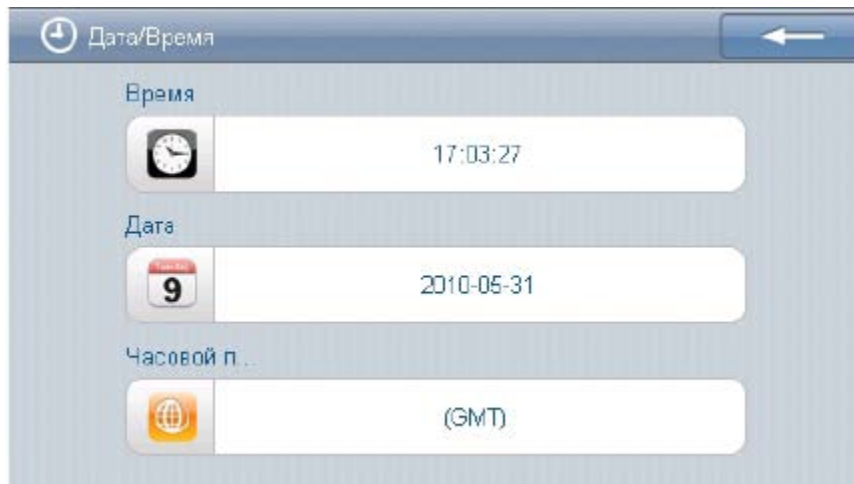 Дата/Время
Время
17:03:27
Дата
9
2010-05-31
Часовой п...
(GMT)